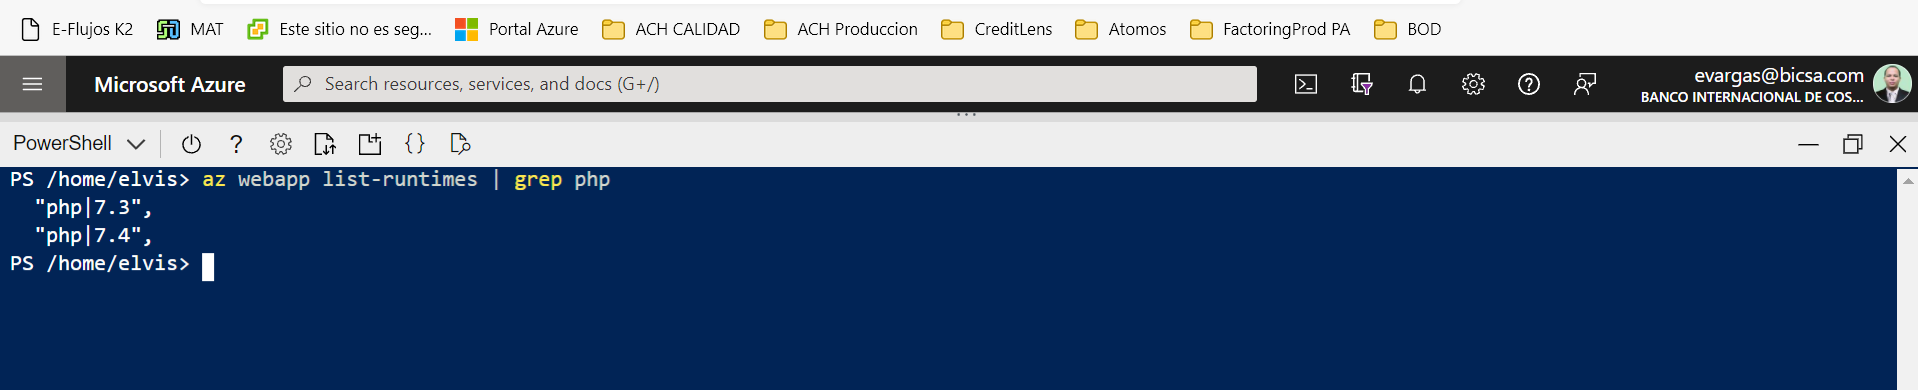 E-Flujos K2 MAT Este sitio no es seg... Portal Azure ACH CALIDAD ACH Produccion CreditLens Atomos FactoringProd PA BOD
Microsoft Azure Search resources, services, and docs (G+/) evargas@bicsa.com
BANCO INTERNACIONAL DE COS...
PowerShell
PS /home/elvis> az webapp list-runtimes | grep php
"php|7.3",
"php|7.4",
PS /home/elvis>